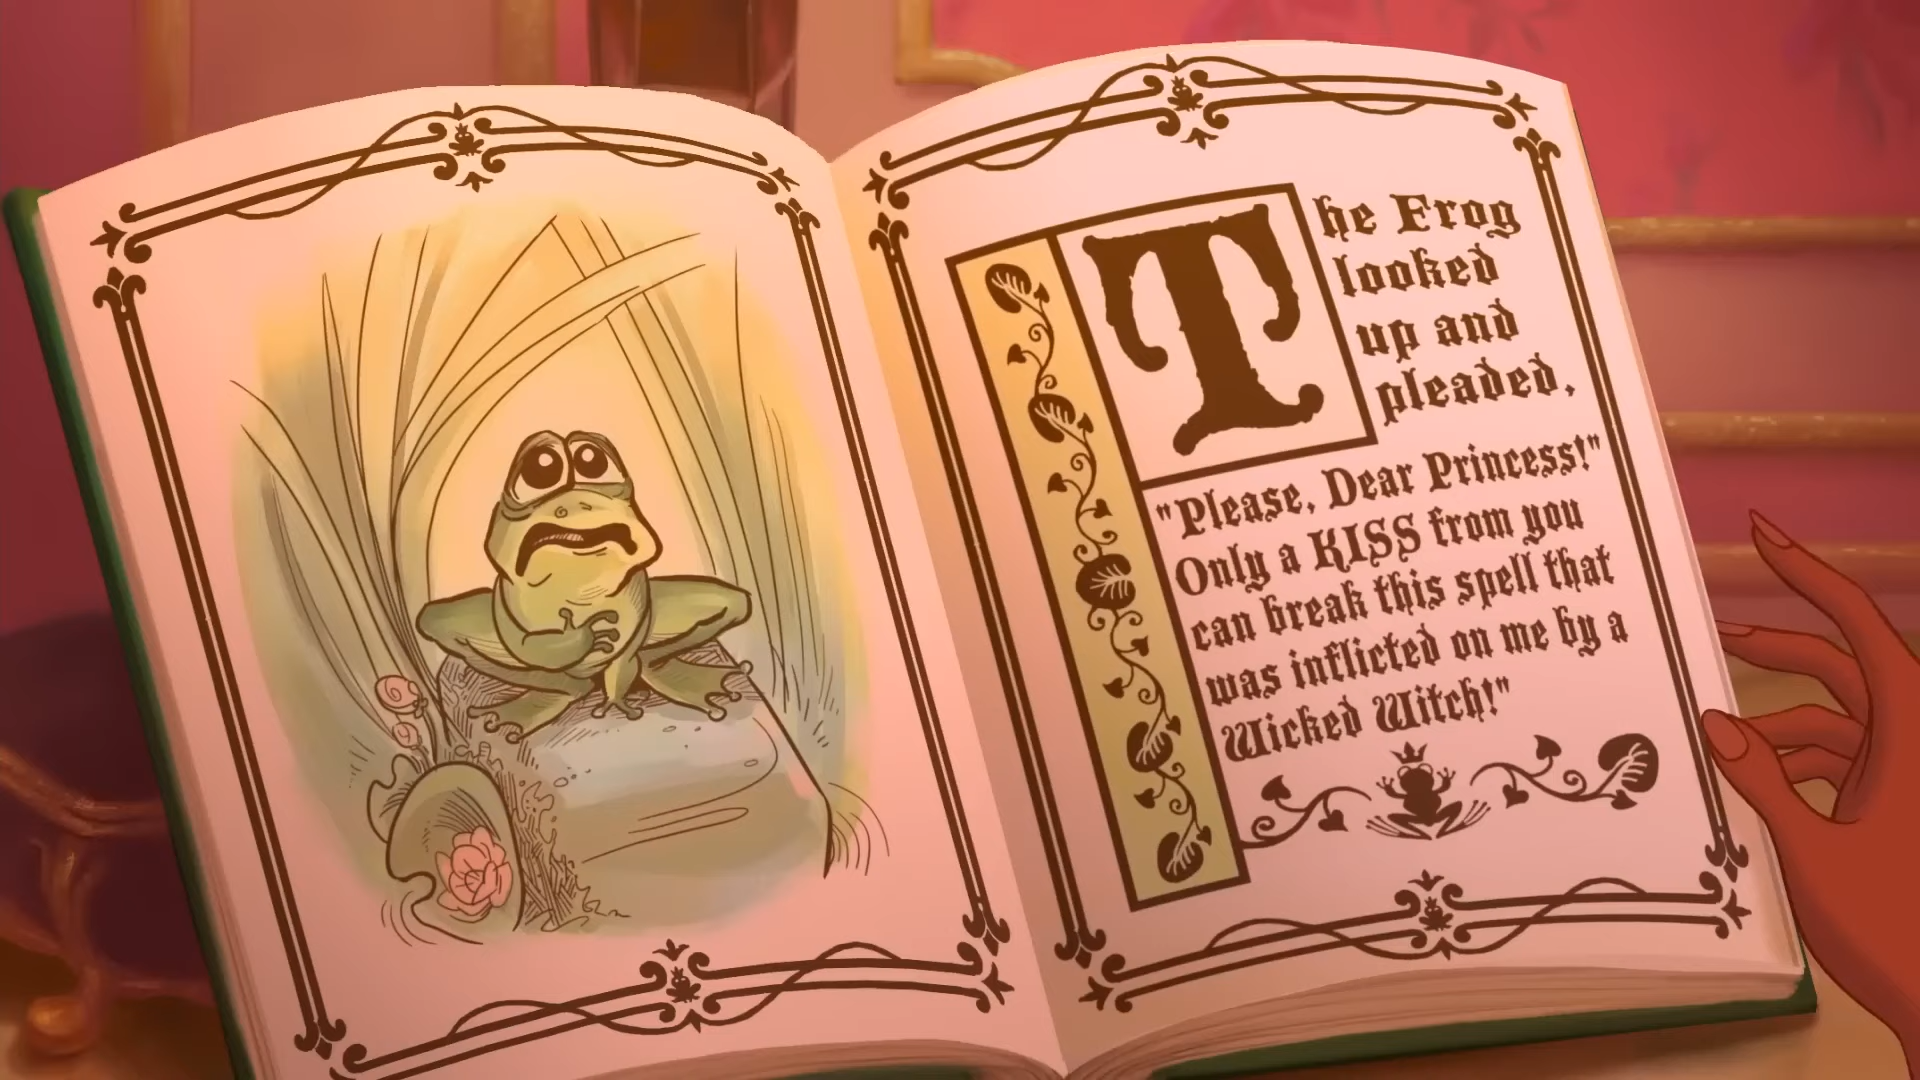 The Frog
looked
up and
pleaded,
"Please, Dear Princess!"
Only a KISS from you
can break this spell that
was inflicted on me by a
Wicked Witch!"